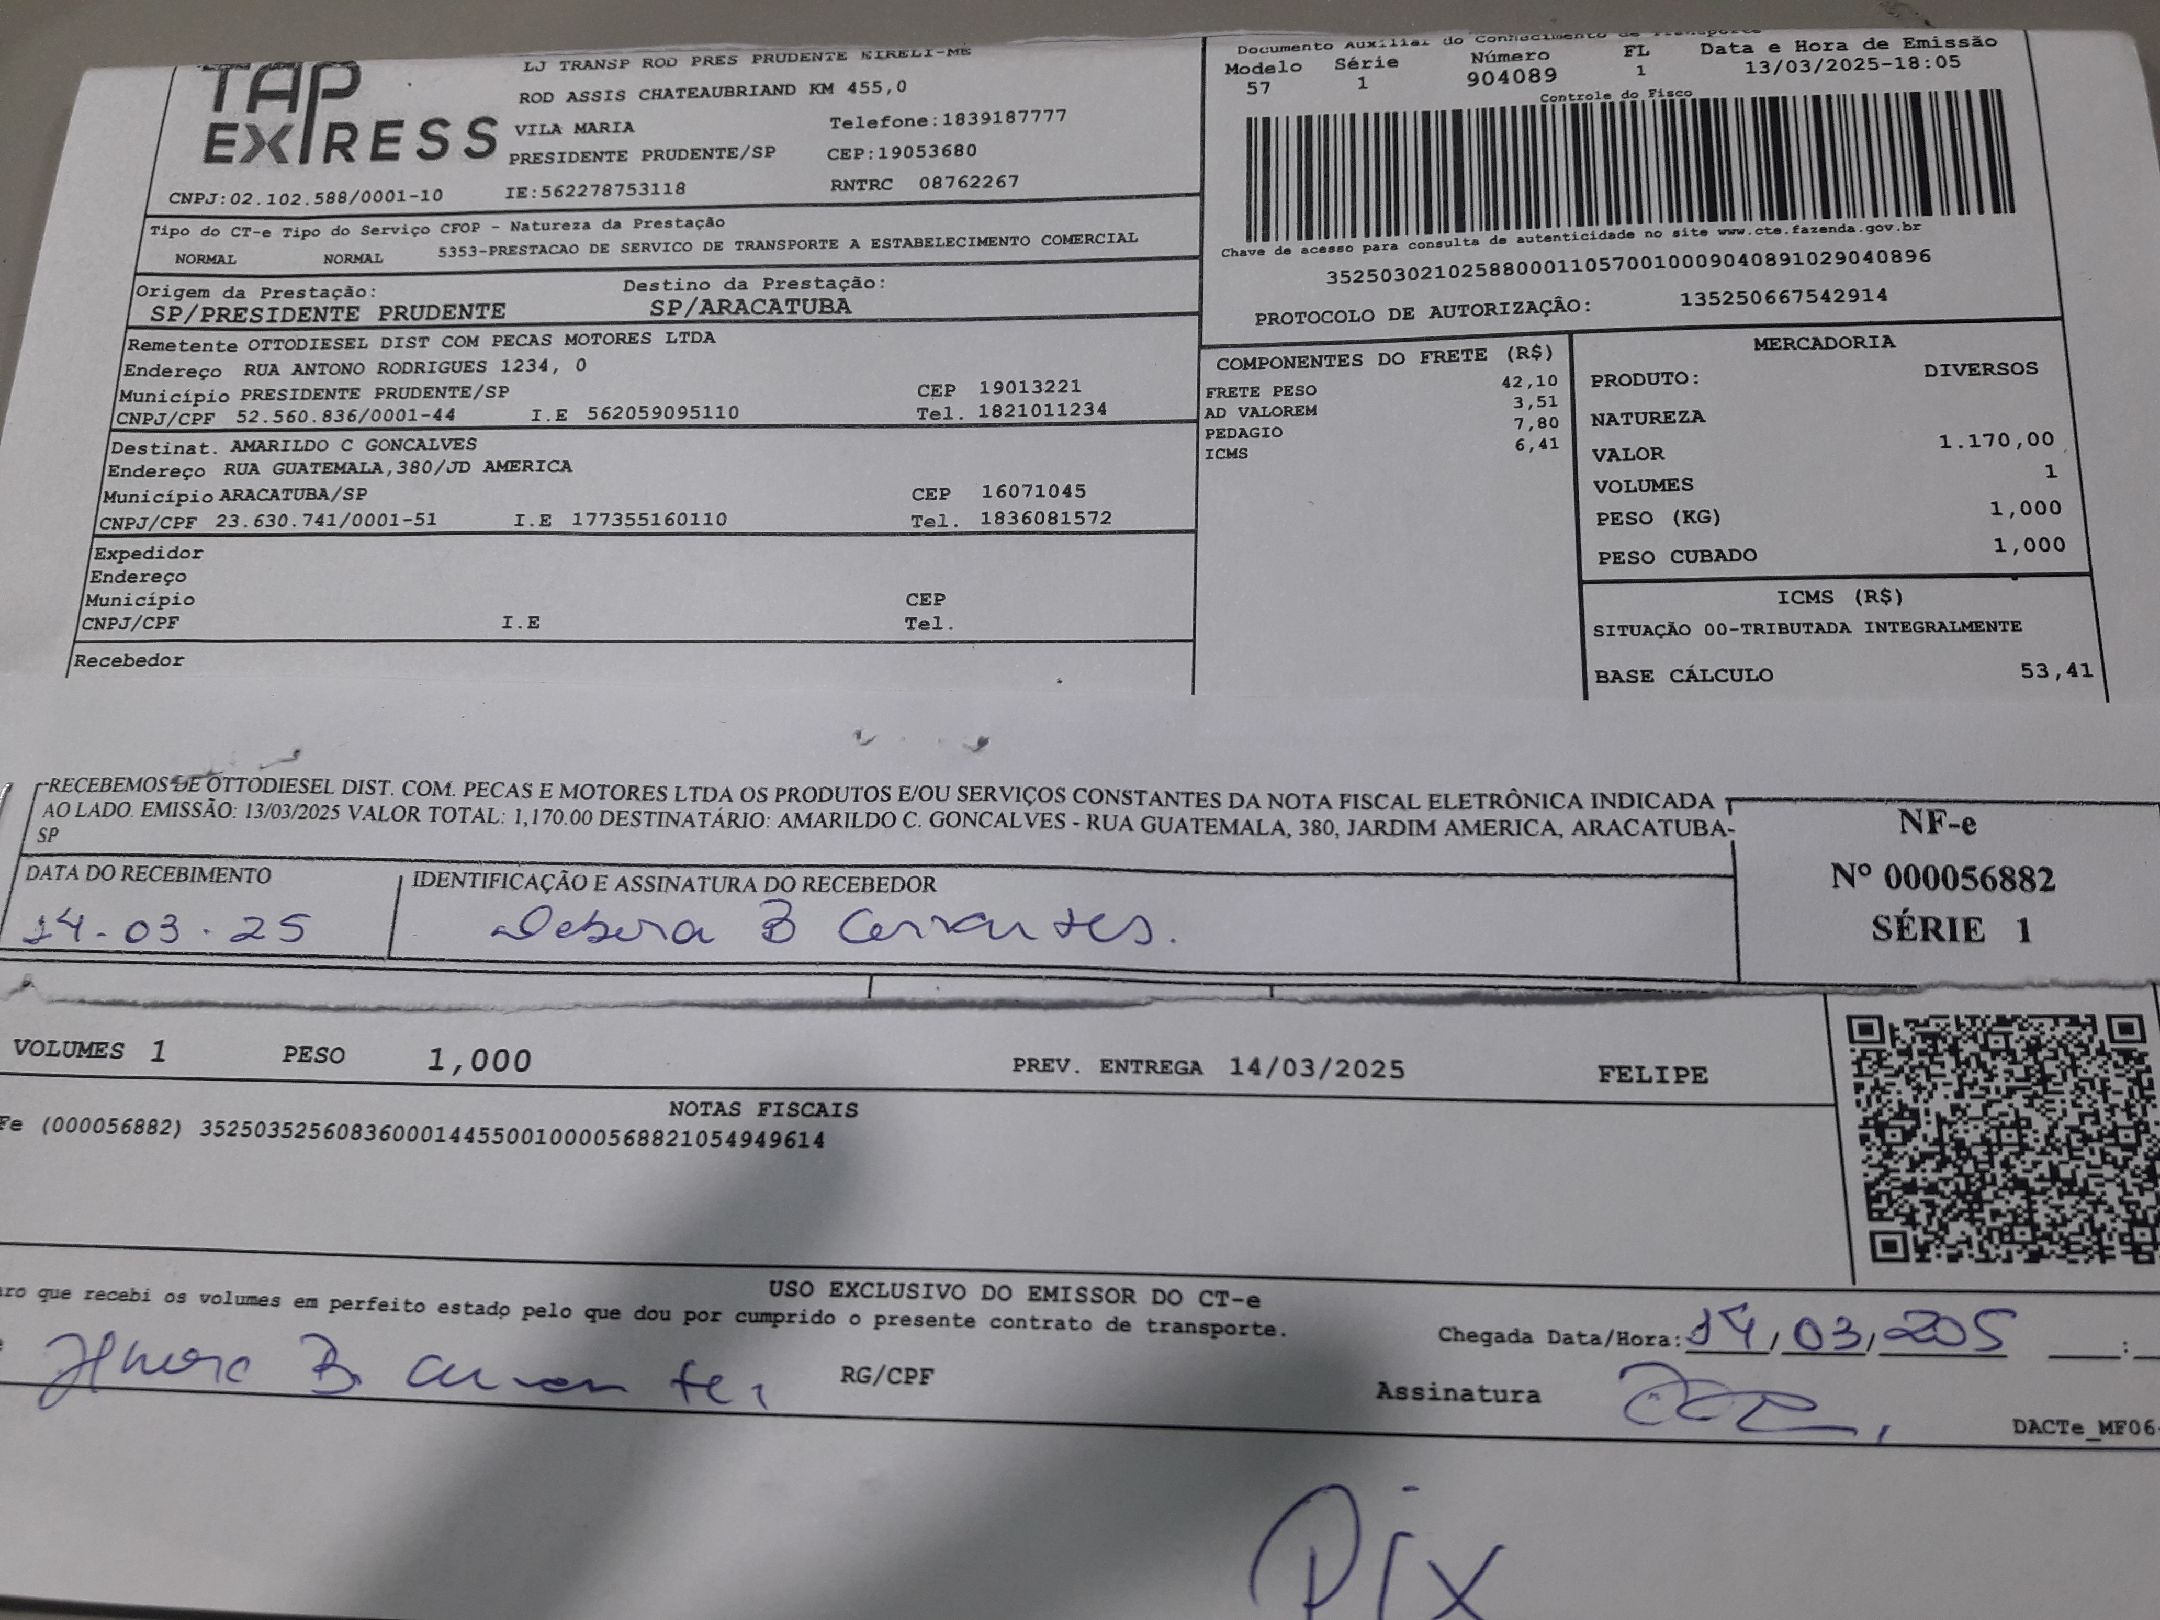 TAP
EXPRESS
LJ TRANSP ROD PRES PRUDENTE EIRELI-ME
ROD ASSIS CHATEAUBRIAND KM 455,0
VILA MARIA Telefone:1839187777
PRESIDENTE PRUDENTE/SP CEP:19053680
CNPJ:02.102.588/0001-10 IE:562278753118 RNTRC 08762267
Tipo do CT-e Tipo do Serviço CFOP - Natureza da Prestação
NORMAL NORMAL 5353-PRESTACAO DE SERVICO DE TRANSPORTE A ESTABELECIMENTO COMERCIAL
Origem da Prestação: Destino da Prestação:
SP/PRESIDENTE PRUDENTE SP/ARACATUBA
Remetente OTTODIESEL DIST COM PECAS MOTORES LTDA
Endereço RUA ANTONO RODRIGUES 1234, 0
Município PRESIDENTE PRUDENTE/SP CEP 19013221
CNPJ/CPF 52.560.836/0001-44 I.E 562059095110 Tel. 1821011234
Destinat. AMARILDO C GONCALVES
Endereço RUA GUATEMALA,380/JD AMERICA
Município ARACATUBA/SP CEP 16071045
CNPJ/CPF 23.630.741/0001-51 I.E 177355160110 Tel. 1836081572
Expedidor
Endereço
Município CEP
CNPJ/CPF I.E Tel.
Recebedor
Documento Auxiliar do Conhecimento de Transporte
Modelo Série Número FL Data e Hora de Emissão
57 1 904089 1 13/03/2025-18:05
Controle do Fisco
Chave de acesso para consulta de autenticidade no site www.cte.fazenda.gov.br
35250302102588000110570010009040891029040896
PROTOCOLO DE AUTORIZAÇÃO: 135250667542914
COMPONENTES DO FRETE (R$)
FRETE PESO 42,10
AD VALOREM 3,51
PEDAGIO 7,80
ICMS 6,41
MERCADORIA
PRODUTO: DIVERSOS
NATUREZA
VALOR 1.170,00
VOLUMES 1
PESO (KG) 1,000
PESO CUBADO 1,000
ICMS (R$)
SITUAÇÃO 00-TRIBUTADA INTEGRALMENTE
BASE CÁLCULO 53,41
RECEBEMOS DE OTTODIESEL DIST. COM. PECAS E MOTORES LTDA OS PRODUTOS E/OU SERVIÇOS CONSTANTES DA NOTA FISCAL ELETRÔNICA INDICADA
AO LADO. EMISSÃO: 13/03/2025 VALOR TOTAL: 1,170.00 DESTINATÁRIO: AMARILDO C. GONCALVES - RUA GUATEMALA, 380, JARDIM AMERICA, ARACATUBA-
SP
DATA DO RECEBIMENTO IDENTIFICAÇÃO E ASSINATURA DO RECEBEDOR
14.03.25 Debora B Cervantes.
NF-e
Nº 000056882
SÉRIE 1
VOLUMES 1 PESO 1,000 PREV. ENTREGA 14/03/2025 FELIPE
NOTAS FISCAIS
Fe (000056882) 35250352560836000144550010000568821054949614
USO EXCLUSIVO DO EMISSOR DO CT-e
aro que recebi os volumes em perfeito estado pelo que dou por cumprido o presente contrato de transporte.
Chegada Data/Hora: 14/03/205 :
B
RG/CPF
Assinatura
DACTe_MF06
Pix